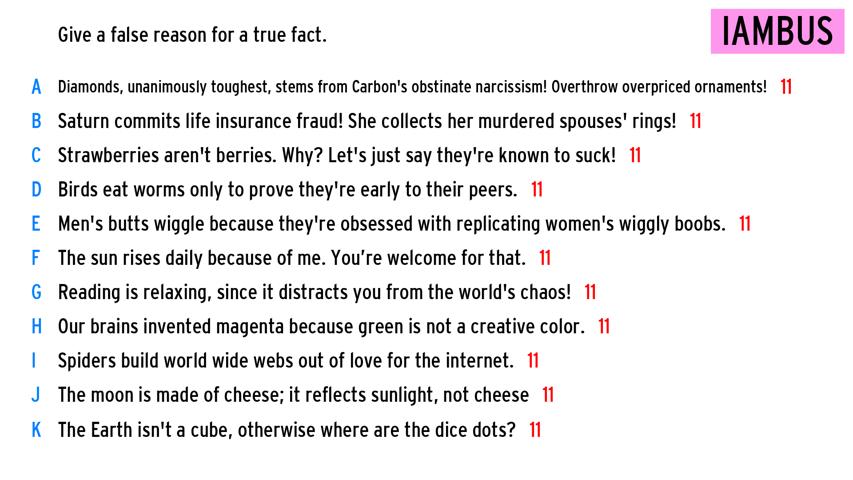 Give a false reason for a true fact.
IAMBUS
A Diamonds, unanimously toughest, stems from Carbon's obstinate narcissism! Overthrow overpriced ornaments! 11
B Saturn commits life insurance fraud! She collects her murdered spouses' rings! 11
C Strawberries aren't berries. Why? Let's just say they're known to suck! 11
D Birds eat worms only to prove they're early to their peers. 11
E Men's butts wiggle because they're obsessed with replicating women's wiggly boobs. 11
F The sun rises daily because of me. You’re welcome for that. 11
G Reading is relaxing, since it distracts you from the world's chaos! 11
H Our brains invented magenta because green is not a creative color. 11
I Spiders build world wide webs out of love for the internet. 11
J The moon is made of cheese; it reflects sunlight, not cheese 11
K The Earth isn't a cube, otherwise where are the dice dots? 11